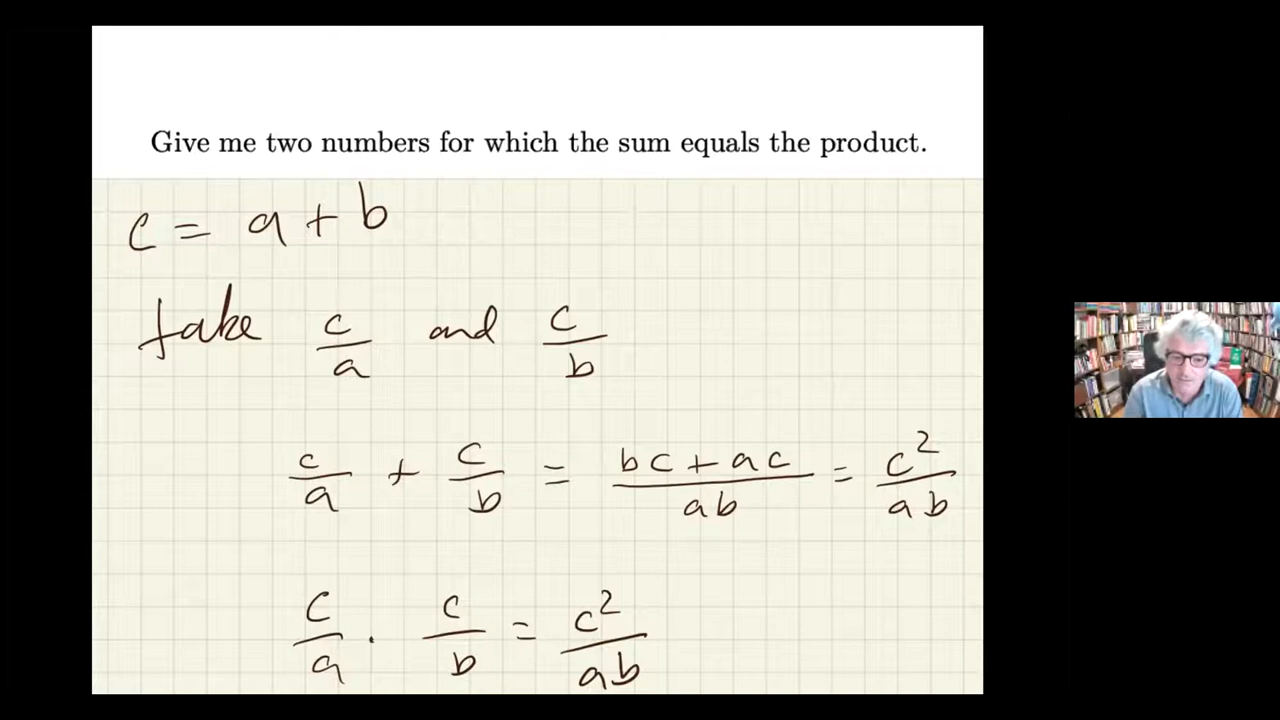 Give me two numbers for which the sum equals the product.
c = a + b
take c/a and c/b
c/a + c/b = bc + ac/ab = c²/ab
c/a · c/b = c²/ab